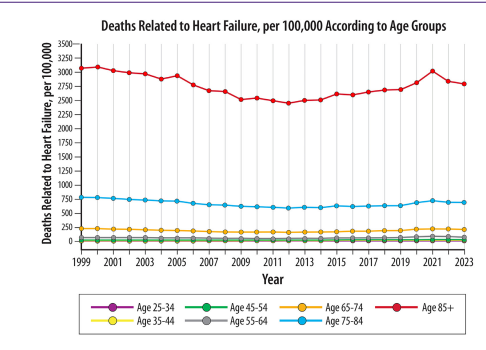 Deaths Related to Heart Failure, per 100,000 According to Age Groups
Deaths Related to Heart Failure, per 100,000
3500
3250
3000
2750
2500
2250
2000
1750
1500
1250
1000
750
500
250
0
1999 2001 2003 2005 2007 2009 2011 2013 2015 2017 2019 2021 2023
Year
Age 25-34 Age 45-54 Age 65-74 Age 85+
Age 35-44 Age 55-64 Age 75-84